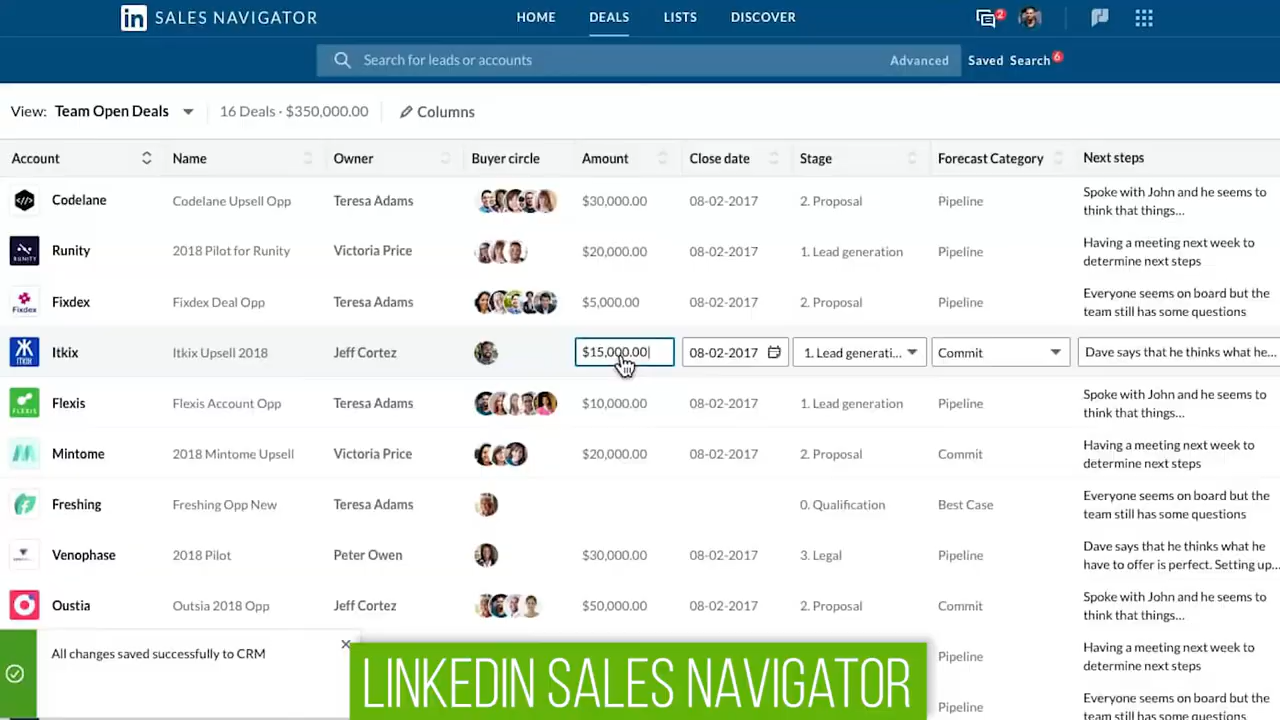 in SALES NAVIGATOR HOME DEALS LISTS DISCOVER 2
Search for leads or accounts Advanced Saved Search 6
View: Team Open Deals 16 Deals · $350,000.00 Columns
Account Name Owner Buyer circle Amount Close date Stage Forecast Category Next steps
Codelane Codelane Upsell Opp Teresa Adams $30,000.00 08-02-2017 2. Proposal Pipeline Spoke with John and he seems to
think that things...
RUNITY Runity 2018 Pilot for Runity Victoria Price $20,000.00 08-02-2017 1. Lead generation Pipeline Having a meeting next week to
determine next steps
Fixdex Fixdex Fixdex Deal Opp Teresa Adams $5,000.00 08-02-2017 2. Proposal Pipeline Everyone seems on board but the
team still has some questions
ITKIX Itkix Itkix Upsell 2018 Jeff Cortez $15,000.00 08-02-2017 1. Lead generati... Commit Dave says that he thinks what he...
FLEXIS Flexis Flexis Account Opp Teresa Adams $10,000.00 08-02-2017 1. Lead generation Pipeline Spoke with John and he seems to
think that things...
Mintome 2018 Mintome Upsell Victoria Price $20,000.00 08-02-2017 2. Proposal Commit Having a meeting next week to
determine next steps
Freshing Freshing Opp New Teresa Adams 0. Qualification Best Case Everyone seems on board but the
team still has some questions
Venophase 2018 Pilot Peter Owen $30,000.00 08-02-2017 3. Legal Pipeline Dave says that he thinks what he
have to offer is perfect. Setting up...
Oustia Outsia 2018 Opp Jeff Cortez $50,000.00 08-02-2017 2. Proposal Commit Spoke with John and he seems to
think that things...
All changes saved successfully to CRM
Pipeline Having a meeting next week to
determine next steps
LINKEDIN SALES NAVIGATOR
Pipeline Everyone seems on board but the
team still has some questions